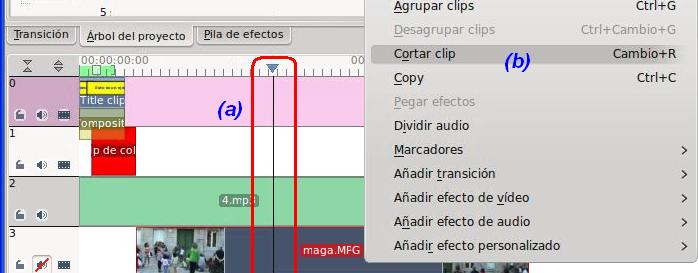 5 s
Agrupar clips Ctrl+G
Desagrupar clips Ctrl+Cambio+G
Cortar clip Cambio+R
(b)
Copy Ctrl+C
Pegar efectos
Dividir audio
Marcadores
Añadir transición
Añadir efecto de vídeo
Añadir efecto de audio
Añadir efecto personalizado
Transición
Árbol del proyecto
Pila de efectos
00:00:00:00 00
0
Title clip
(a)
omposit
1
p de col
2
4.mp3
3
maga.MFG